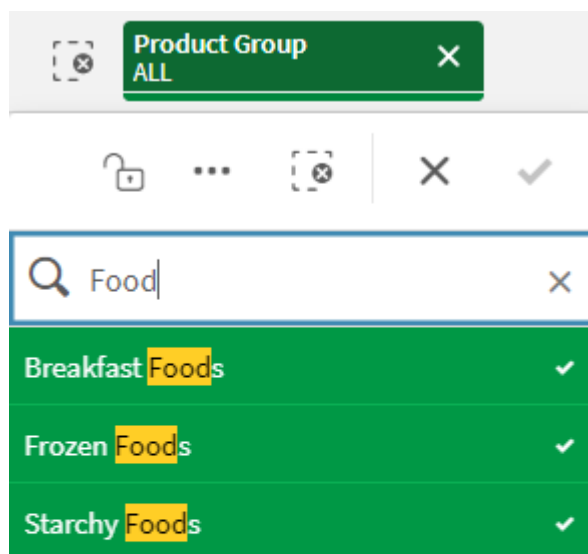 Product Group
ALL
Food
Breakfast Foods
Frozen Foods
Starchy Foods